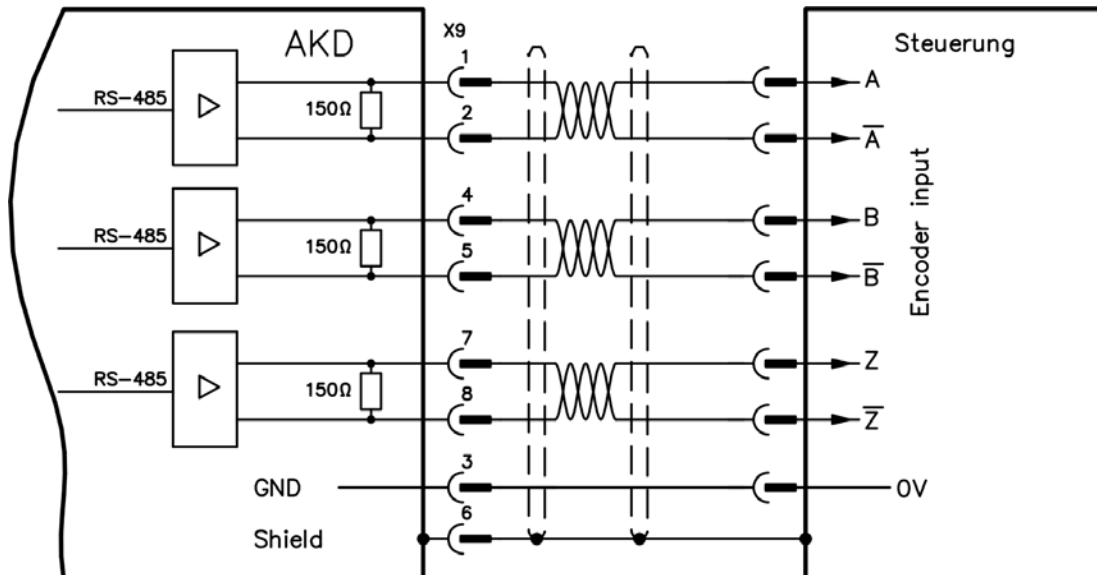 AKD
X9
Steuerung
1
RS-485
150Ω
A
2
A̅
4
RS-485
150Ω
B
5
B̅
Encoder input
7
RS-485
150Ω
Z
8
Z̅
3
GND
0V
6
Shield